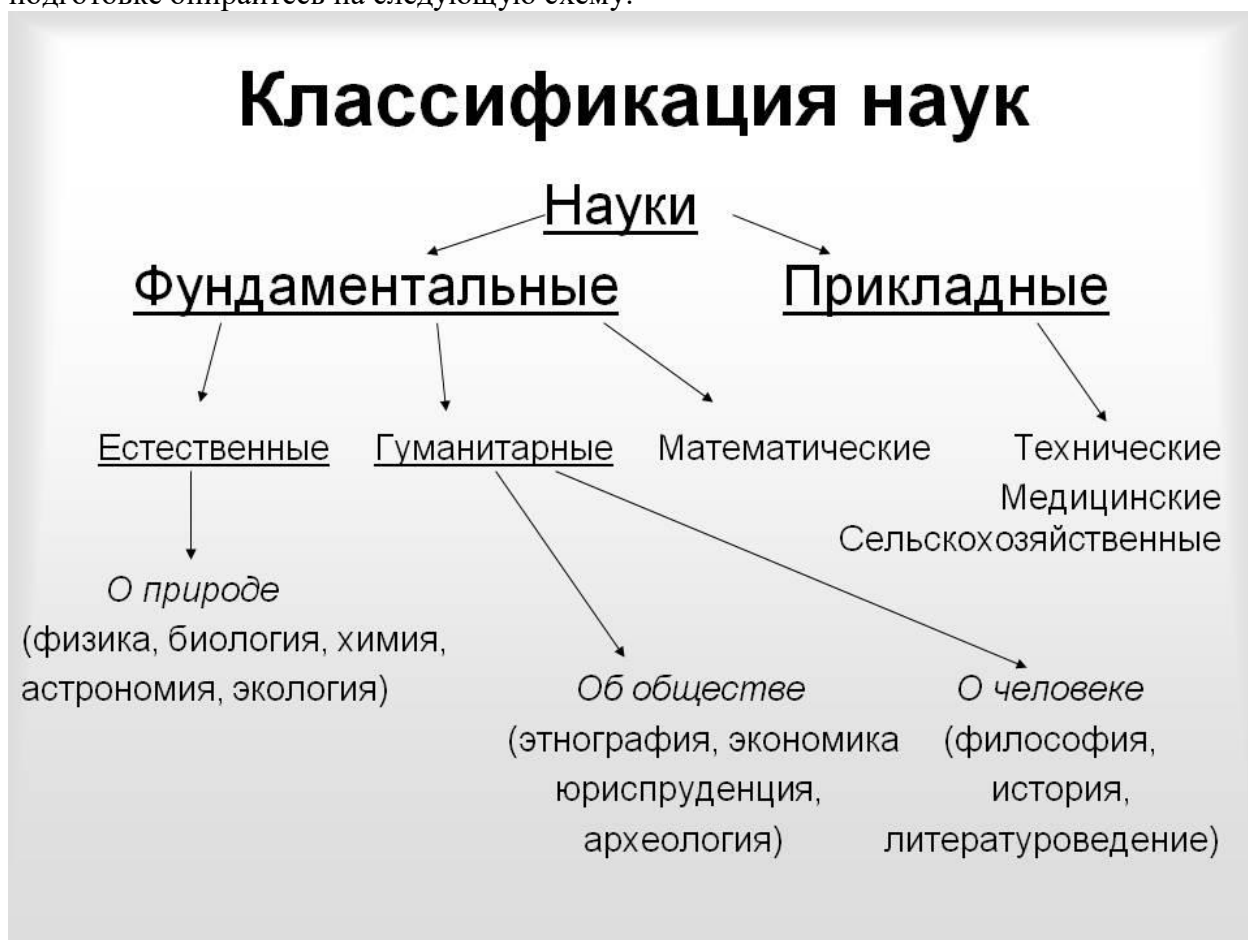 подготовке опирайтесь на следующую схему:
Классификация наук
Науки
Фундаментальные Прикладные
Естественные Гуманитарные Математические Технические
Медицинские
Сельскохозяйственные
О природе
(физика, биология, химия,
астрономия, экология)
Об обществе О человеке
(этнография, экономика (философия,
юриспруденция, история,
археология) литературоведение)